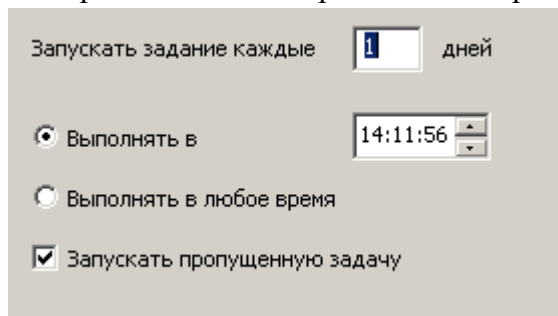 Запускать задание каждые 1 дней
Выполнять в 14:11:56
Выполнять в любое время
Запускать пропущенную задачу